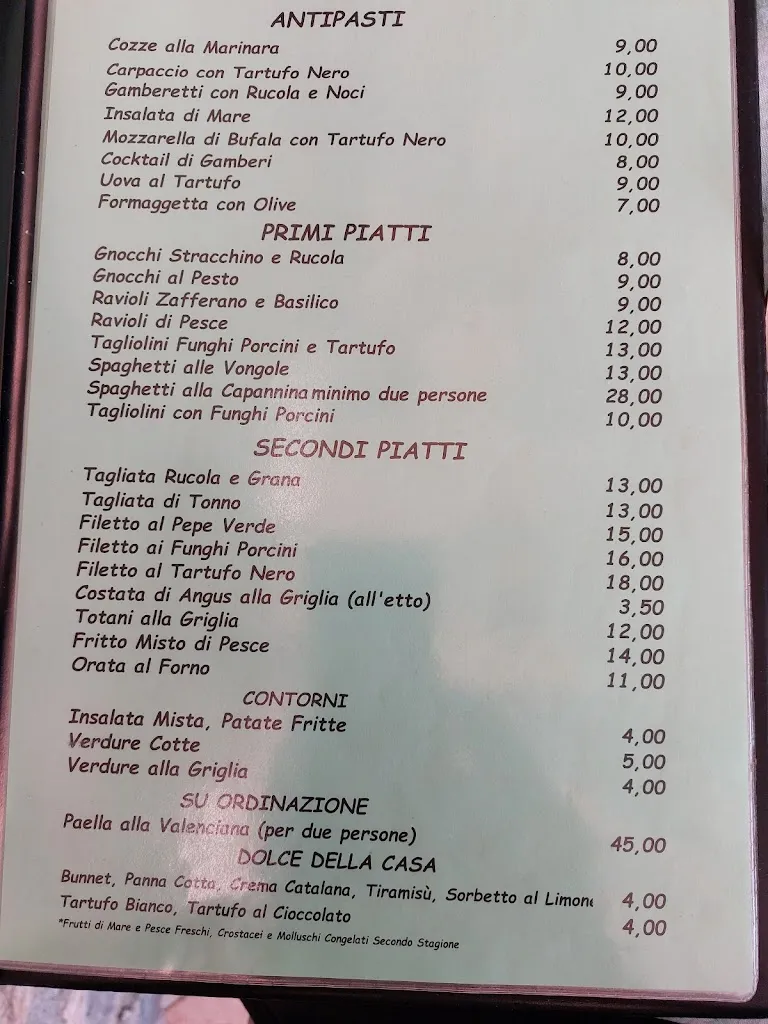 ANTIPASTI
Cozze alla Marinara 9,00
Carpaccio con Tartufo Nero 10,00
Gamberetti con Rucola e Noci 9,00
Insalata di Mare 12,00
Mozzarella di Bufala con Tartufo Nero 10,00
Cocktail di Gamberi 8,00
Uova al Tartufo 9,00
Formaggetta con Olive 7,00
PRIMI PIATTI
Gnocchi Stracchino e Rucola 8,00
Gnocchi al Pesto 9,00
Ravioli Zafferano e Basilico 9,00
Ravioli di Pesce 12,00
Tagliolini Funghi Porcini e Tartufo 13,00
Spaghetti alle Vongole 13,00
Spaghetti alla Capannina minimo due persone 28,00
Tagliolini con Funghi Porcini 10,00
SECONDI PIATTI
Tagliata Rucola e Grana 13,00
Tagliata di Tonno 13,00
Filetto al Pepe Verde 15,00
Filetto ai Funghi Porcini 16,00
Filetto al Tartufo Nero 18,00
Costata di Angus alla Griglia (all'etto) 3,50
Totani alla Griglia 12,00
Fritto Misto di Pesce 14,00
Orata al Forno 11,00
CONTORNI
Insalata Mista, Patate Fritte 4,00
Verdure Cotte 5,00
Verdure alla Griglia 4,00
SU ORDINAZIONE
Paella alla Valenciana (per due persone) 45,00
DOLCE DELLA CASA
Bunnet, Panna Cotta, Crema Catalana, Tiramisù, Sorbetto al Limone 4,00
Tartufo Bianco, Tartufo al Cioccolato 4,00
*Frutti di Mare e Pesce Freschi, Crostacei e Molluschi Congelati Secondo Stagione